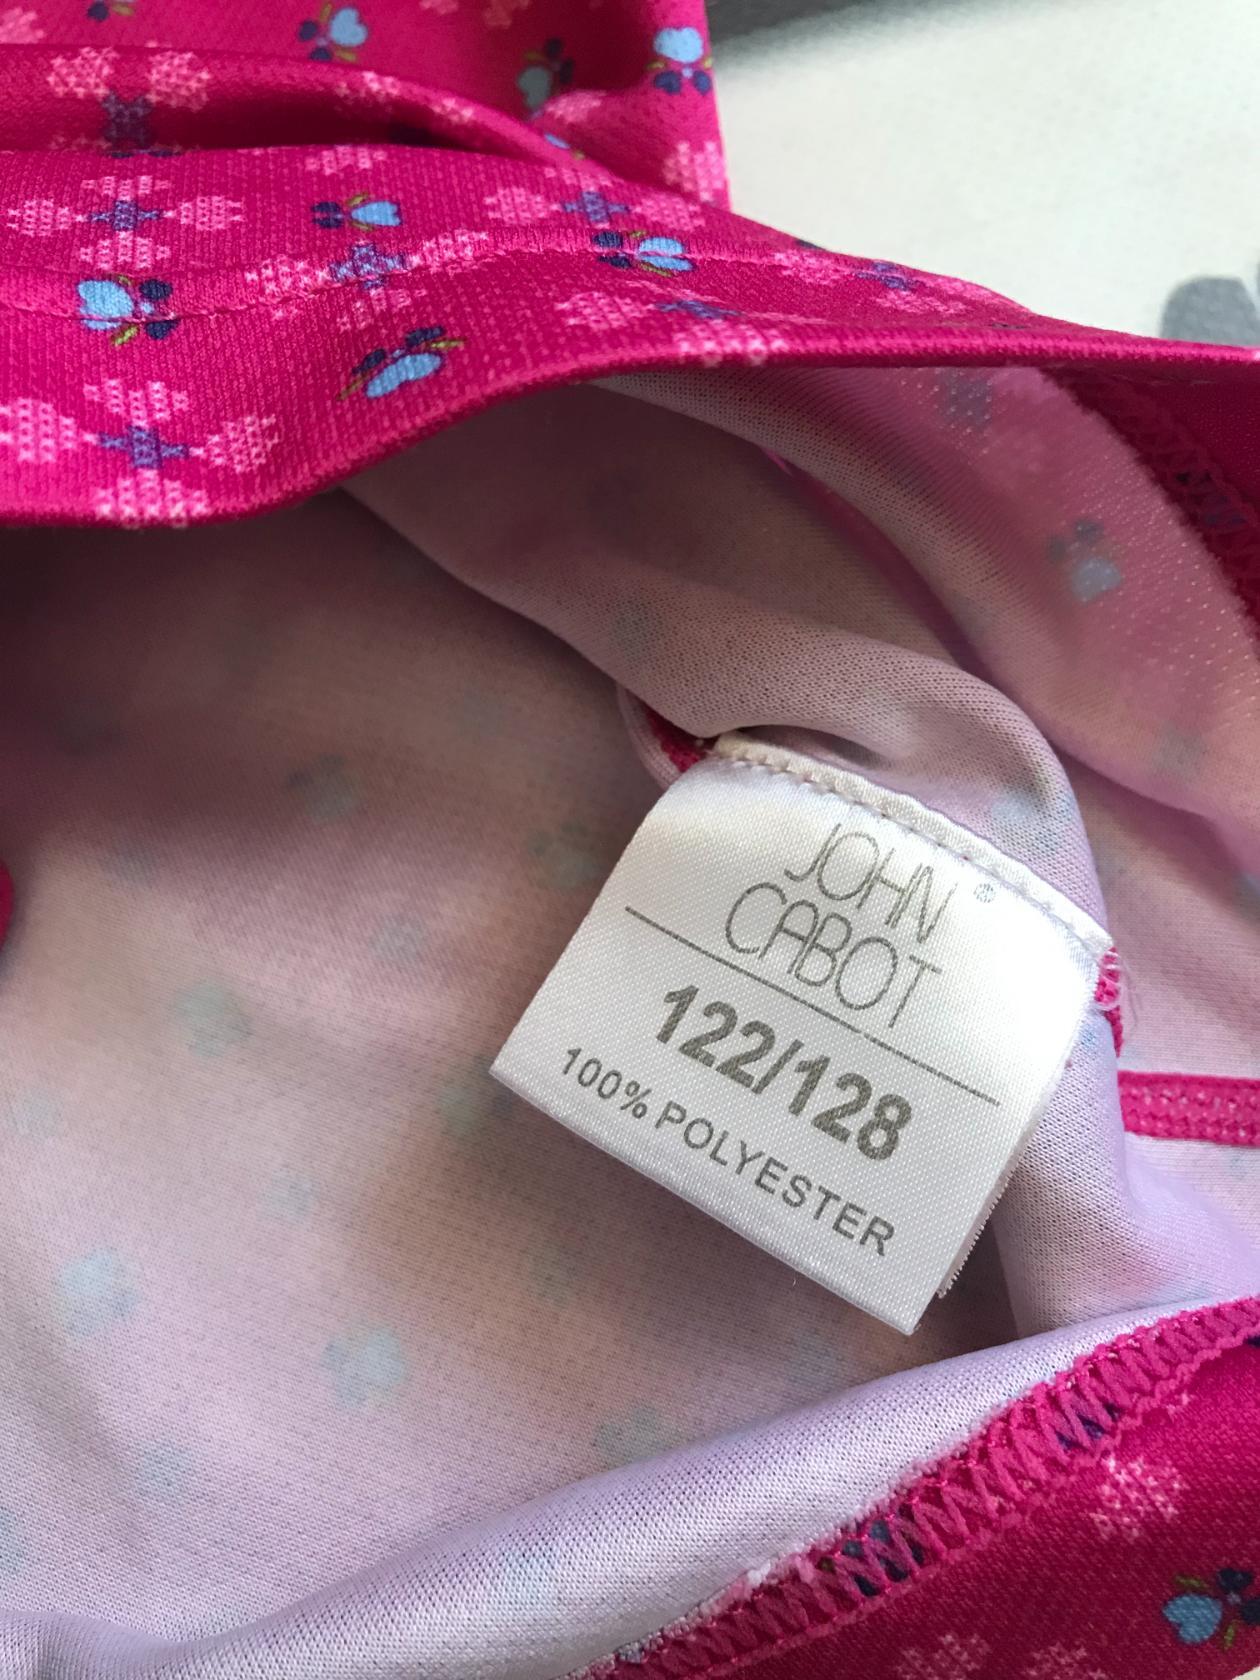 JOHN ®
CABOT
122/128
100% POLYESTER